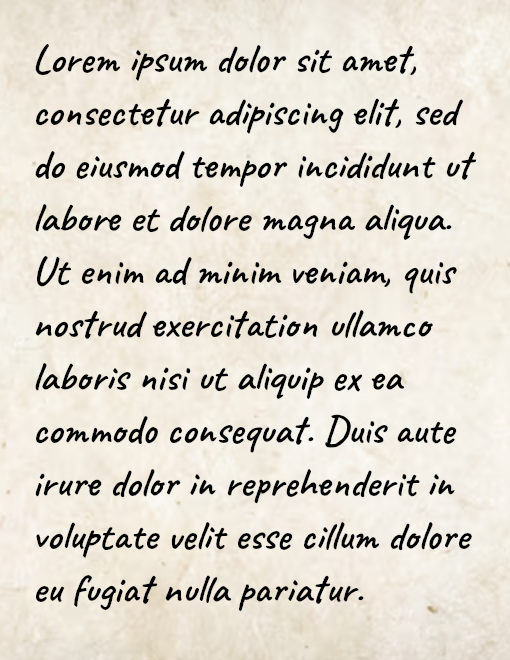 Lorem ipsum dolor sit amet,
consectetur adipiscing elit, sed
do eiusmod tempor incididunt ut
labore et dolore magna aliqua.
Ut enim ad minim veniam, quis
nostrud exercitation ullamco
laboris nisi ut aliquip ex ea
commodo consequat. Duis aute
irure dolor in reprehenderit in
voluptate velit esse cillum dolore
eu fugiat nulla pariatur.